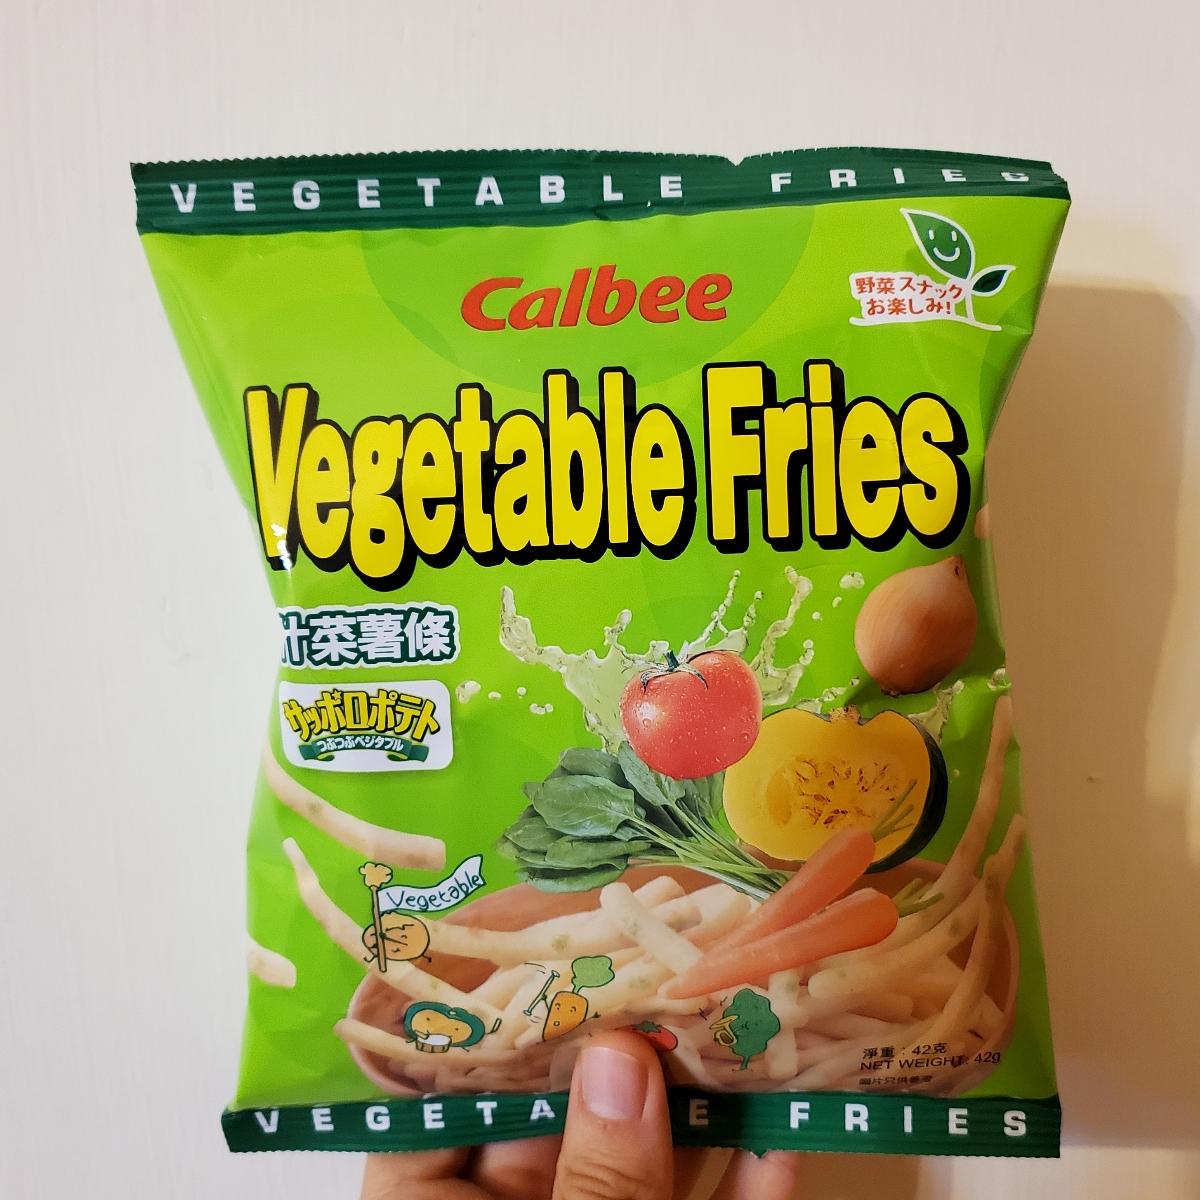 VEGETABLE FRIES
Calbee
野菜スナック
お楽しみ!
Vegetable Fries
什菜薯條
サッポロポテト
つぶつぶベジタブル
Vegetable
淨重：42克
NET WEIGHT: 42g
圖片只供參考
VEGETA E FRIES